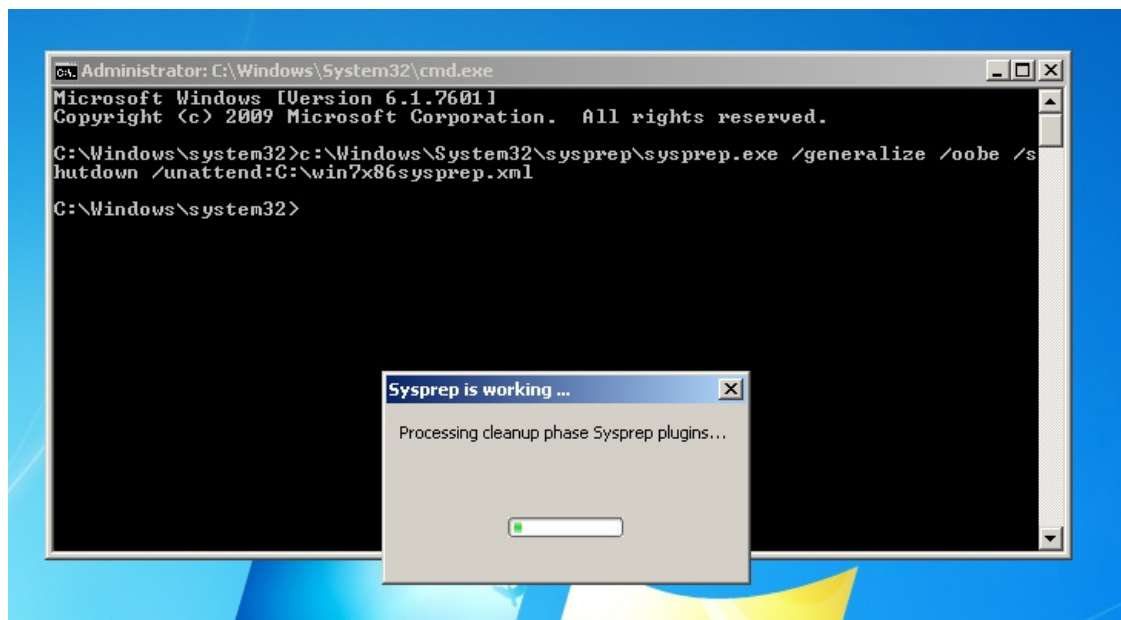 Administrator: C:\Windows\System32\cmd.exe
Microsoft Windows [Version 6.1.7601]
Copyright (c) 2009 Microsoft Corporation.  All rights reserved.
C:\Windows\system32>c:\Windows\System32\sysprep\sysprep.exe /generalize /oobe /s
hutdown /unattend:C:\win7x86sysprep.xml
C:\Windows\system32>
Sysprep is working ...
Processing cleanup phase Sysprep plugins...